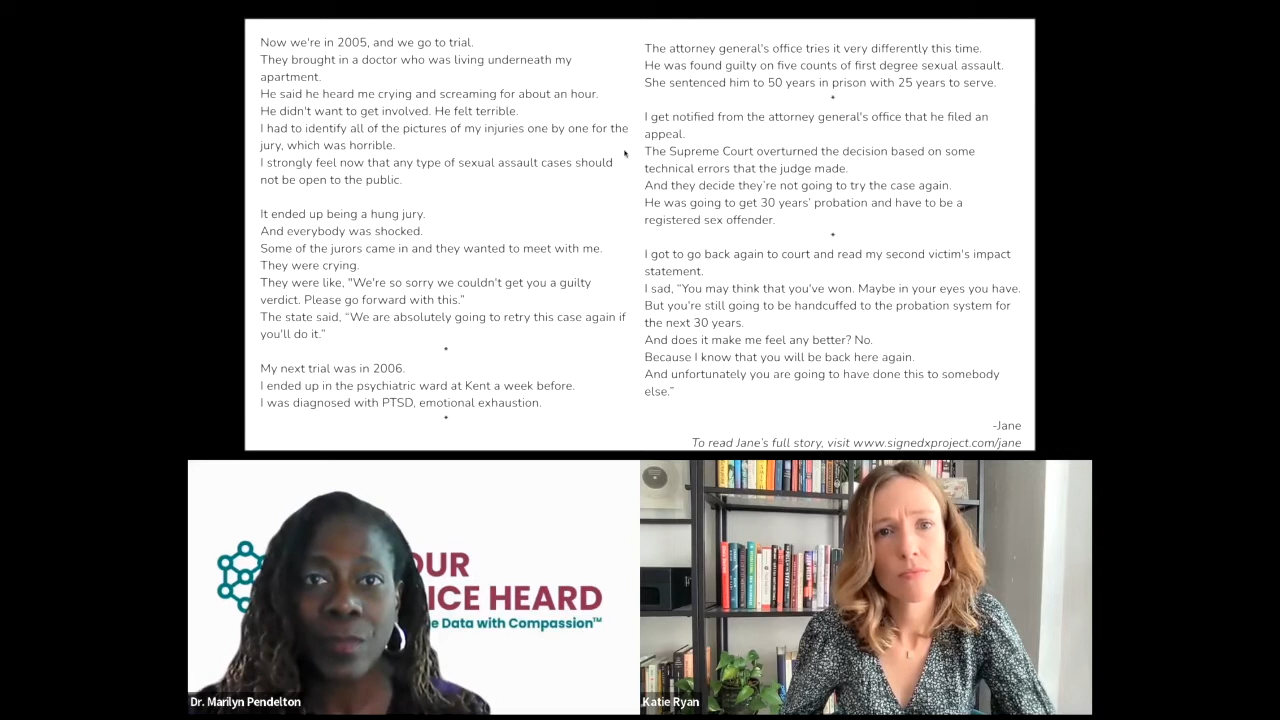 Now we're in 2005, and we go to trial.
They brought in a doctor who was living underneath my
apartment.
He said he heard me crying and screaming for about an hour.
He didn't want to get involved. He felt terrible.
I had to identify all of the pictures of my injuries one by one for the
jury, which was horrible.
I strongly feel now that any type of sexual assault cases should
not be open to the public.
It ended up being a hung jury.
And everybody was shocked.
Some of the jurors came in and they wanted to meet with me.
They were crying.
They were like, "We're so sorry we couldn't get you a guilty
verdict. Please go forward with this."
The state said, “We are absolutely going to retry this case again if
you'll do it.”
*
My next trial was in 2006.
I ended up in the psychiatric ward at Kent a week before.
I was diagnosed with PTSD, emotional exhaustion.
*
The attorney general's office tries it very differently this time.
He was found guilty on five counts of first degree sexual assault.
She sentenced him to 50 years in prison with 25 years to serve.
*
I get notified from the attorney general's office that he filed an
appeal.
The Supreme Court overturned the decision based on some
technical errors that the judge made.
And they decide they’re not going to try the case again.
He was going to get 30 years’ probation and have to be a
registered sex offender.
*
I got to go back again to court and read my second victim's impact
statement.
I sad, “You may think that you've won. Maybe in your eyes you have.
But you're still going to be handcuffed to the probation system for
the next 30 years.
And does it make me feel any better? No.
Because I know that you will be back here again.
And unfortunately you are going to have done this to somebody
else.”
-Jane
To read Jane’s full story, visit www.signedxproject.com/jane
OUR
ICE HEARD
e Data with Compassion™
Dr. Marilyn Pendelton
Katie Ryan